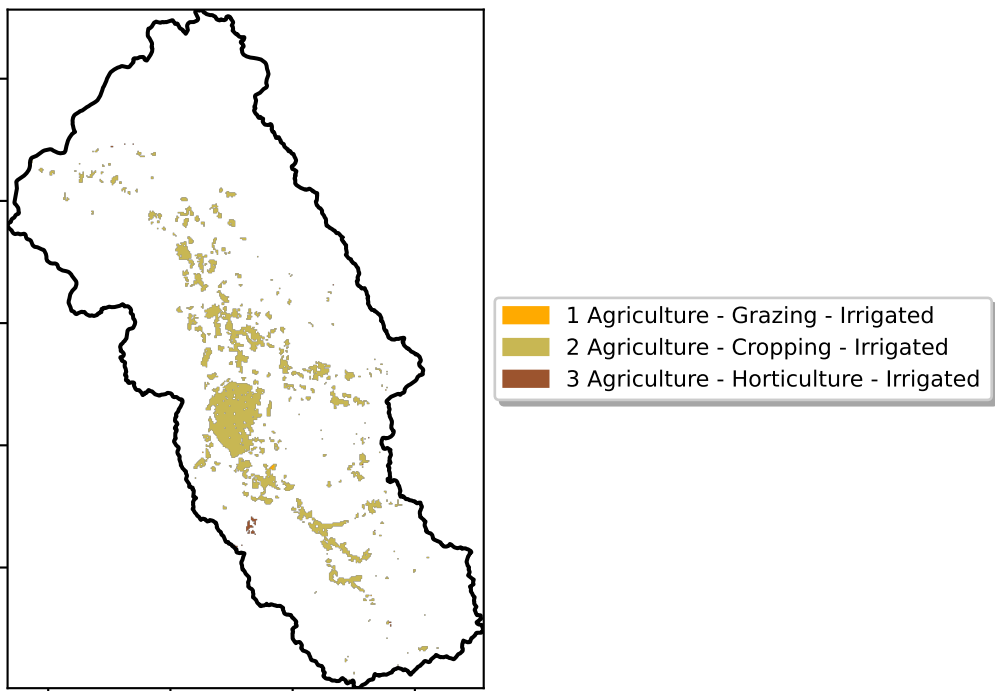 1 Agriculture - Grazing - Irrigated
2 Agriculture - Cropping - Irrigated
3 Agriculture - Horticulture - Irrigated